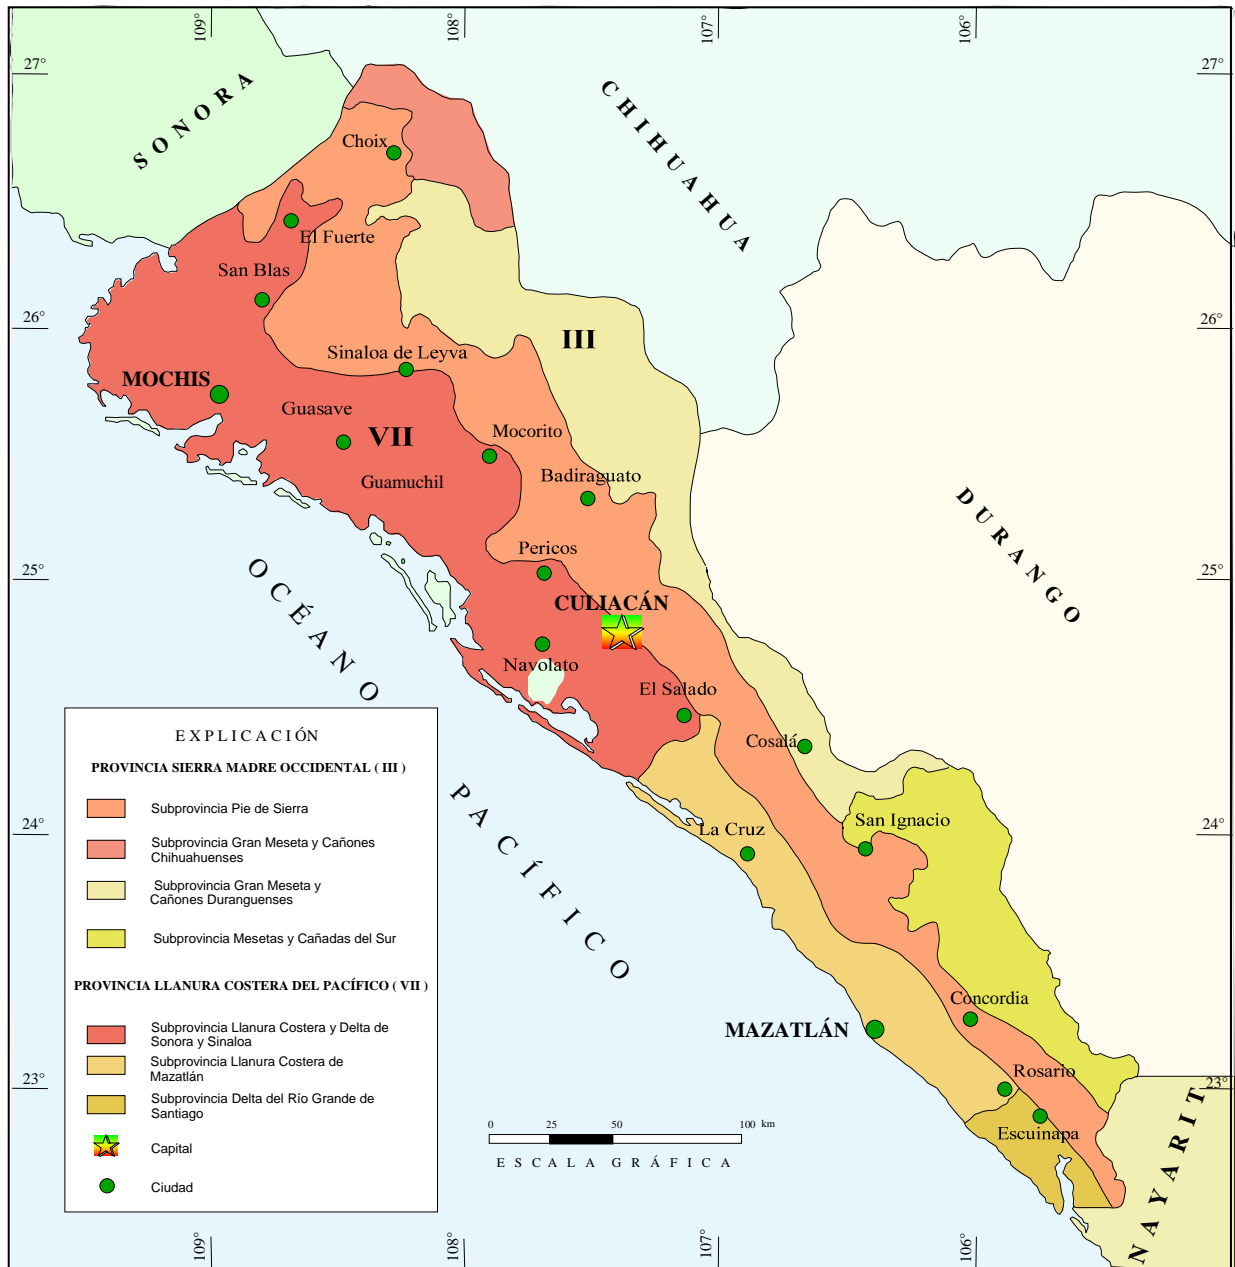 109°
108°
107°
106°
27°
27°
SONORA
CHIHUAHUA
Choix
El Fuerte
San Blas
26°
26°
III
Sinaloa de Leyva
MOCHIS
Guasave
VII
Mocorito
Guamuchil
Badiraguato
DURANGO
Pericos
25°
25°
OCÉANO
CULIACÁN
Navolato
El Salado
Cosalá
PACÍFICO
La Cruz
San Ignacio
24°
24°
Concordia
MAZATLÁN
Rosario
23°
23°
Escuinapa
NAYARIT
EXPLICACIÓN
PROVINCIA SIERRA MADRE OCCIDENTAL ( III )
Subprovincia Pie de Sierra
Subprovincia Gran Meseta y Cañones
Chihuahuenses
Subprovincia Gran Meseta y
Cañones Duranguenses
Subprovincia Mesetas y Cañadas del Sur
PROVINCIA LLANURA COSTERA DEL PACÍFICO ( VII )
Subprovincia Llanura Costera y Delta de
Sonora y Sinaloa
Subprovincia Llanura Costera de
Mazatlán
Subprovincia Delta del Río Grande de
Santiago
Capital
Ciudad
0 25 50 100 km
ESCALA GRÁFICA
109°
108°
107°
106°